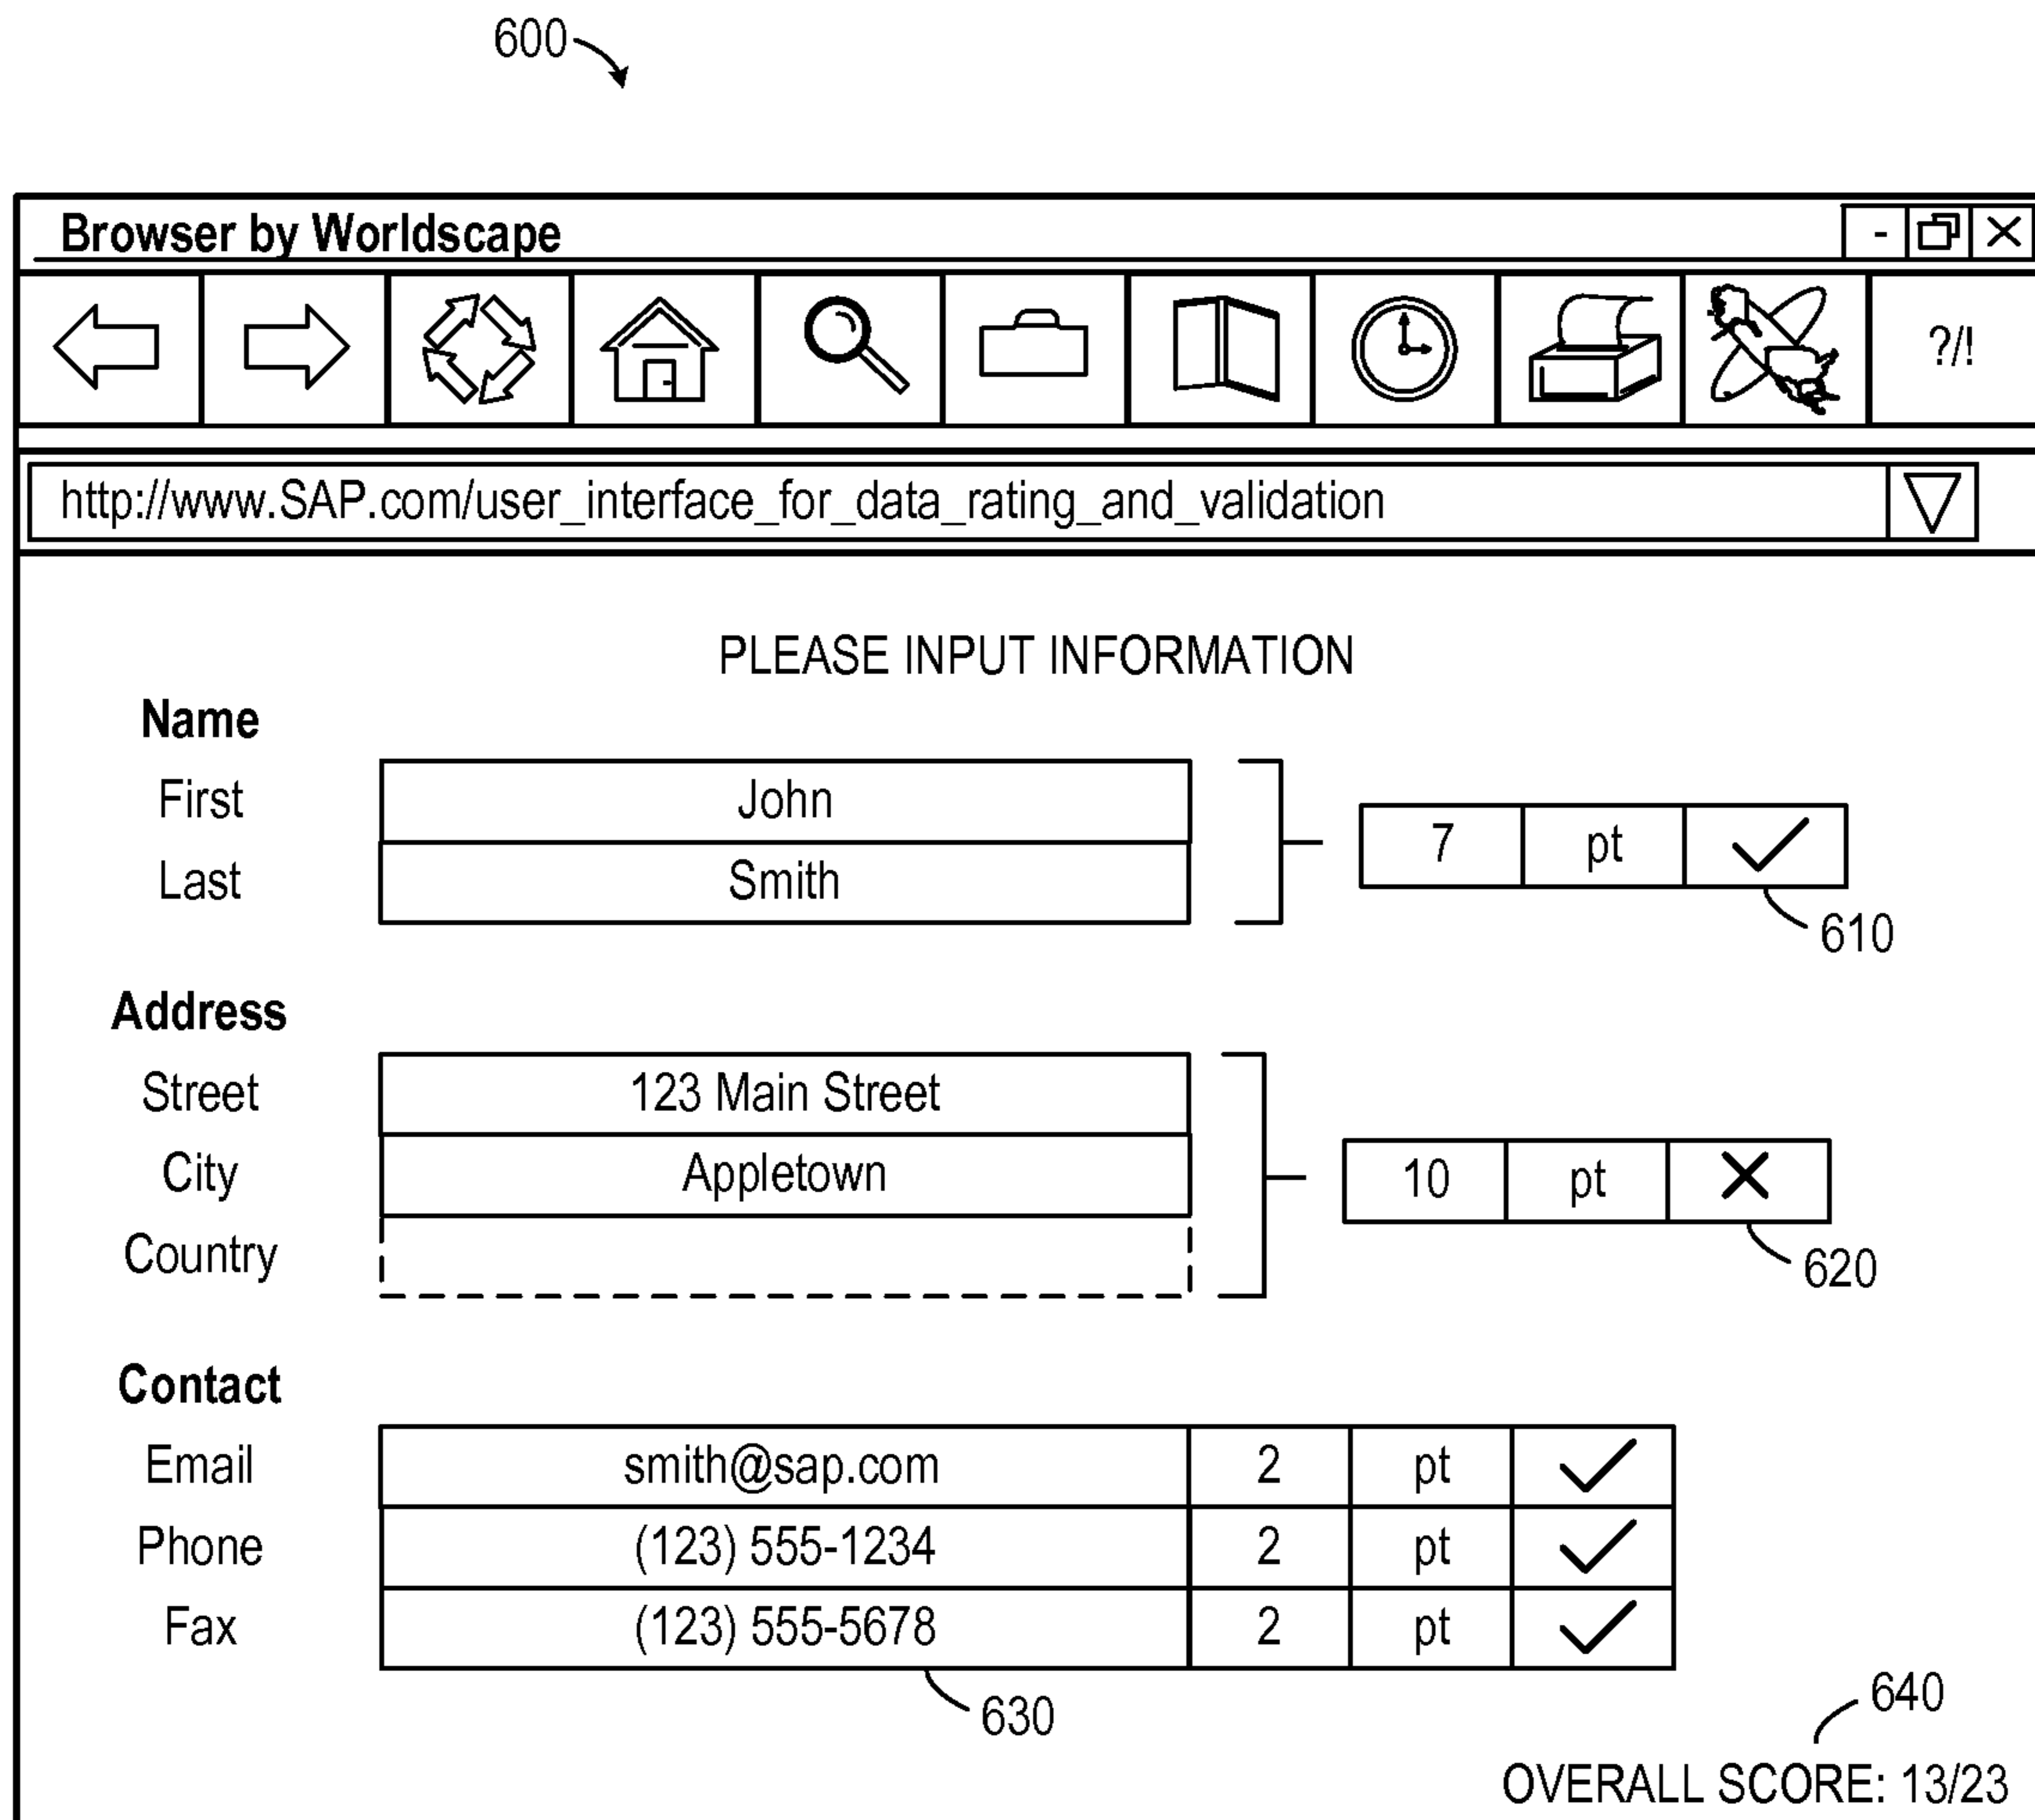 600
Browser by Worldscape
-
?/!
http://www.SAP.com/user_interface_for_data_rating_and_validation
PLEASE INPUT INFORMATION
Name
First John
7 pt
Last Smith
610
Address
Street 123 Main Street
City Appletown 10 pt
Country
620
Contact
Email smith@sap.com 2 pt
Phone (123) 555-1234 2 pt
Fax (123) 555-5678 2 pt
630
640
OVERALL SCORE: 13/23